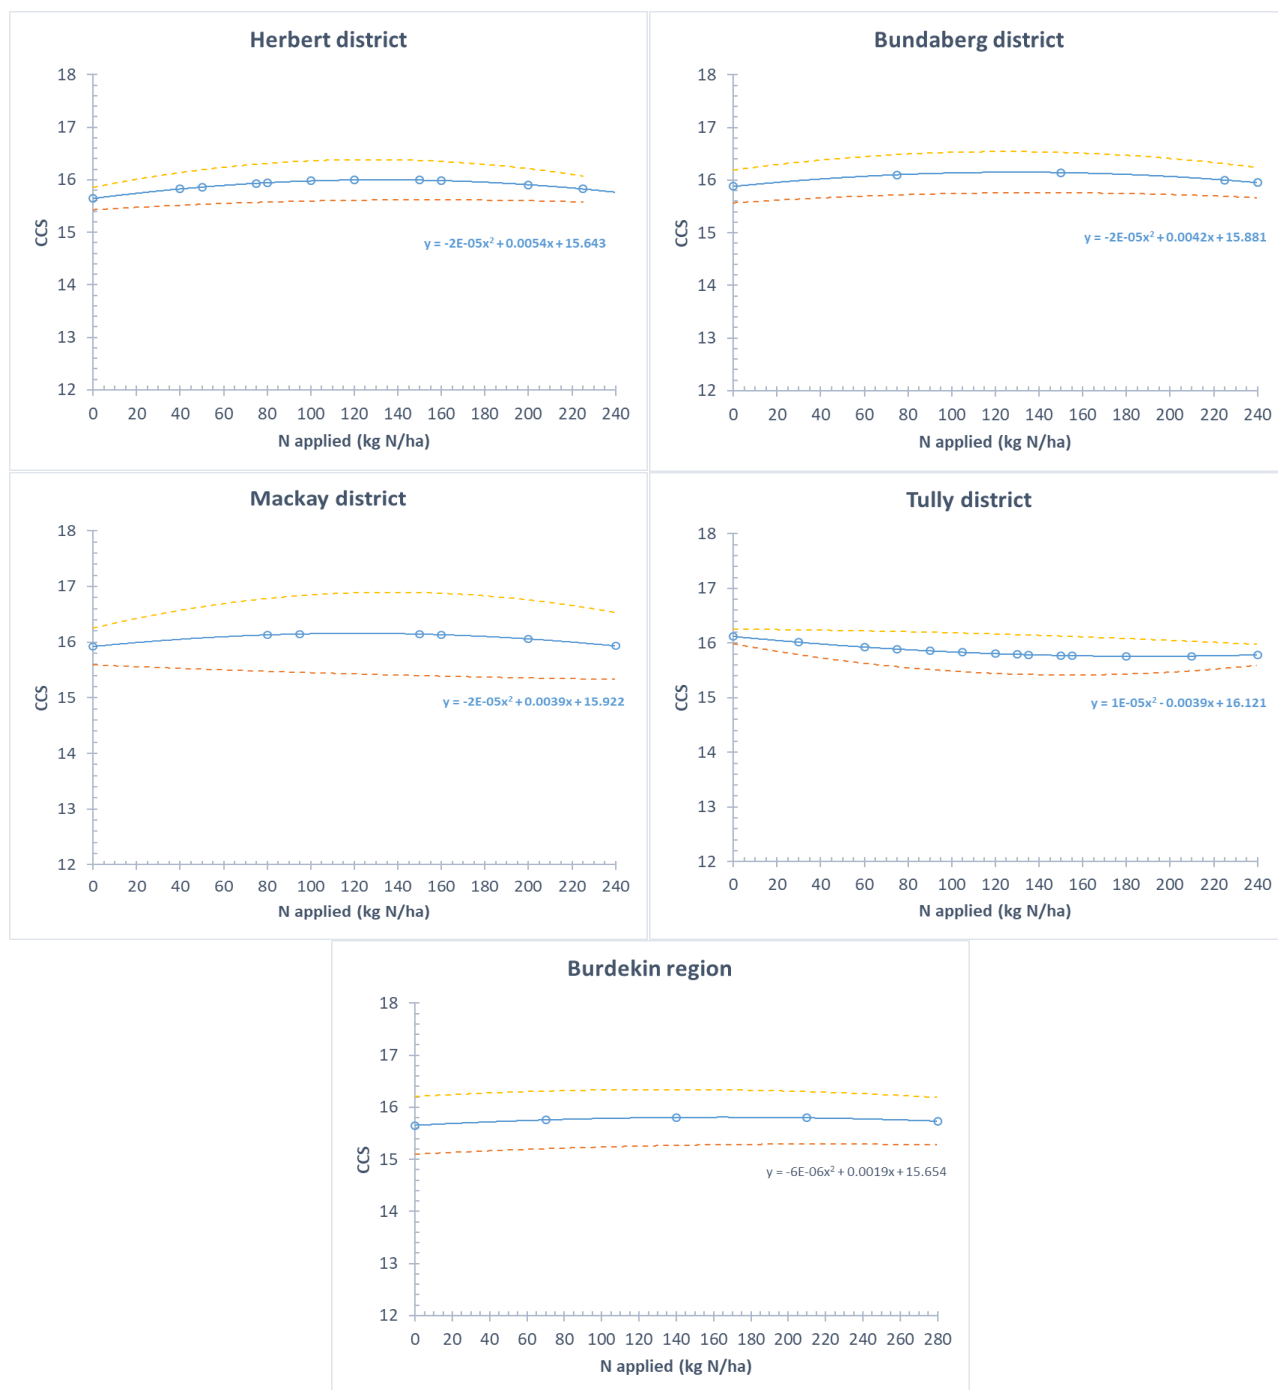 Herbert district
18
17
16
15
14
13
12
CCS
y = -2E-05x² + 0.0054x + 15.643
0 20 40 60 80 100 120 140 160 180 200 220 240
N applied (kg N/ha)
Bundaberg district
18
17
16
15
14
13
12
CCS
y = -2E-05x² + 0.0042x + 15.881
0 20 40 60 80 100 120 140 160 180 200 220 240
N applied (kg N/ha)
Mackay district
18
17
16
15
14
13
12
CCS
y = -2E-05x² + 0.0039x + 15.922
0 20 40 60 80 100 120 140 160 180 200 220 240
N applied (kg N/ha)
Tully district
18
17
16
15
14
13
12
CCS
y = 1E-05x² - 0.0039x + 16.121
0 20 40 60 80 100 120 140 160 180 200 220 240
N applied (kg N/ha)
Burdekin region
18
17
16
15
14
13
12
CCS
y = -6E-06x² + 0.0019x + 15.654
0 20 40 60 80 100 120 140 160 180 200 220 240 260 280
N applied (kg N/ha)